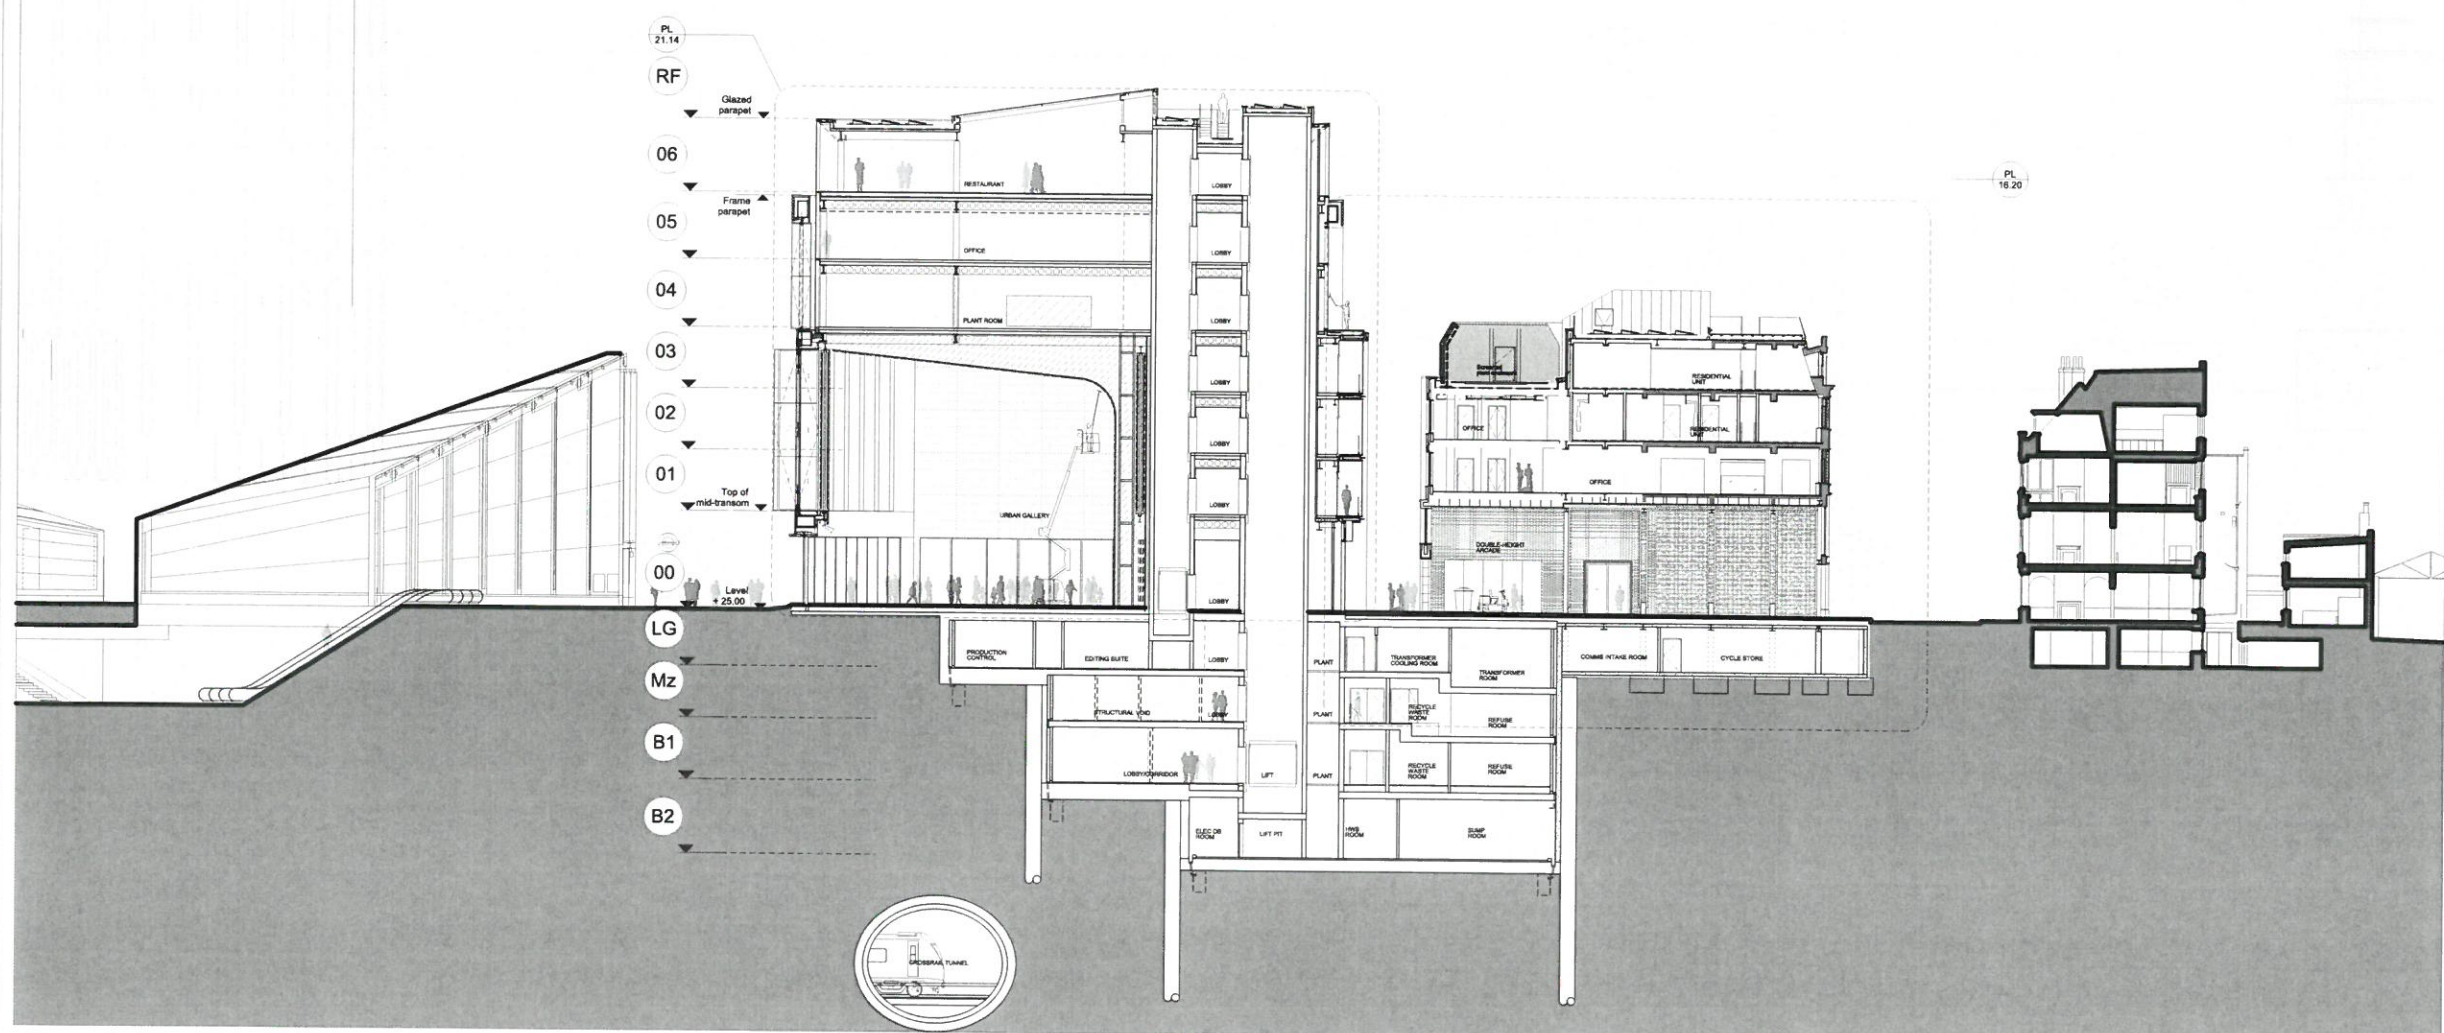 PL
21.14
RF
Glazed
parapet
06
RESTAURANT
LOBBY
PL
16.20
Frame
parapet
05
OFFICE
LOBBY
04
PLANT ROOM
LOBBY
03
LOBBY
RESIDENTIAL
UNIT
02
LOBBY
OFFICE
RESIDENTIAL
UNIT
01
Top of
mid-transom
URBAN GALLERY
LOBBY
OFFICE
DOUBLE-HEIGHT
ARCADE
00
Level
+ 25.00
LOBBY
LG
PRODUCTION
CONTROL
EDITING SUITE
LOBBY
PLANT
TRANSFORMER
COOLING ROOM
TRANSFORMER
ROOM
COMMS INTAKE ROOM
CYCLE STORE
Mz
STRUCTURAL VOID
LOBBY
PLANT
RECYCLE
WASTE
ROOM
REFUSE
ROOM
B1
LOBBY/CORRIDOR
LIFT
PLANT
RECYCLE
WASTE
ROOM
REFUSE
ROOM
B2
ELEC DB
ROOM
LIFT PIT
HWS
ROOM
SUMP
ROOM
CROSSRAIL TUNNEL